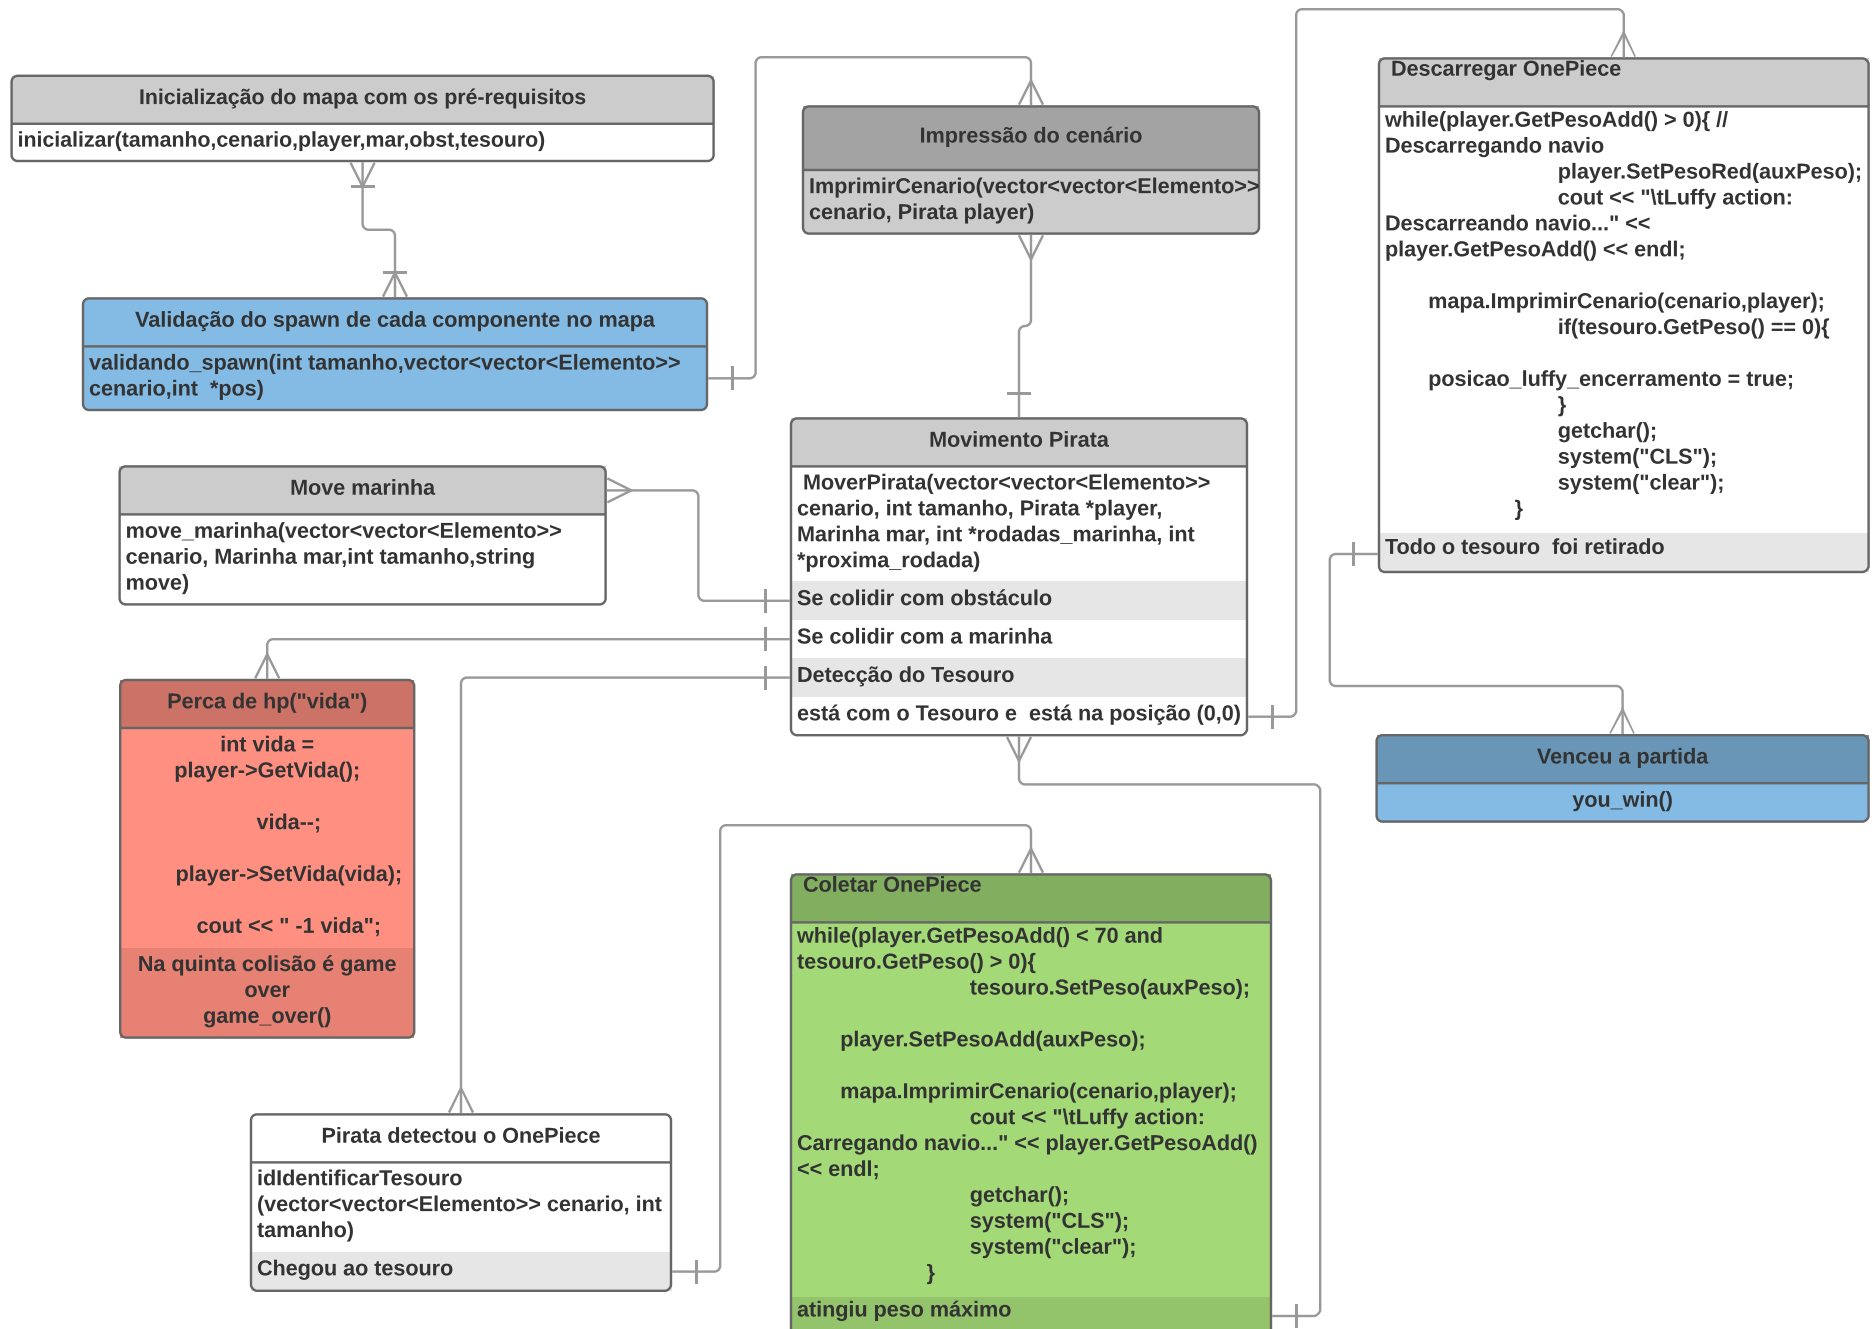 Inicialização do mapa com os pré-requisitos
inicializar(tamanho,cenario,player,mar,obst,tesouro)
Validação do spawn de cada componente no mapa
validando_spawn(int tamanho,vector<vector<Elemento>>
cenario,int  *pos)
Impressão do cenário
ImprimirCenario(vector<vector<Elemento>>
cenario, Pirata player)
Descarregar OnePiece
while(player.GetPesoAdd() > 0){ //
Descarregando navio
player.SetPesoRed(auxPeso);
cout << "\tLuffy action:
Descarreando navio..." <<
player.GetPesoAdd() << endl;
mapa.ImprimirCenario(cenario,player);
if(tesouro.GetPeso() == 0){
posicao_luffy_encerramento = true;
}
getchar();
system("CLS");
system("clear");
}
Todo o tesouro  foi retirado
Move marinha
move_marinha(vector<vector<Elemento>>
cenario, Marinha mar,int tamanho,string
move)
Movimento Pirata
MoverPirata(vector<vector<Elemento>>
cenario, int tamanho, Pirata *player,
Marinha mar, int *rodadas_marinha, int
*proxima_rodada)
Se colidir com obstáculo
Se colidir com a marinha
Detecção do Tesouro
está com o Tesouro e  está na posição (0,0)
Perca de hp("vida")
int vida =
player->GetVida();
vida--;
player->SetVida(vida);
cout << " -1 vida";
Na quinta colisão é game
over
game_over()
Venceu a partida
you_win()
Pirata detectou o OnePiece
idIdentificarTesouro
(vector<vector<Elemento>> cenario, int
tamanho)
Chegou ao tesouro
Coletar OnePiece
while(player.GetPesoAdd() < 70 and
tesouro.GetPeso() > 0){
tesouro.SetPeso(auxPeso);
player.SetPesoAdd(auxPeso);
mapa.ImprimirCenario(cenario,player);
cout << "\tLuffy action:
Carregando navio..." << player.GetPesoAdd()
<< endl;
getchar();
system("CLS");
system("clear");
}
atingiu peso máximo